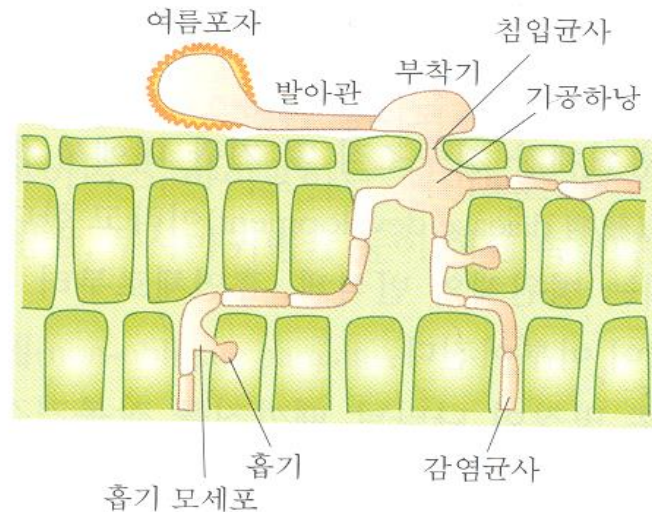 여름포자
침입균사
부착기
발아관
기공하낭
흡기
감염균사
흡기 모세포